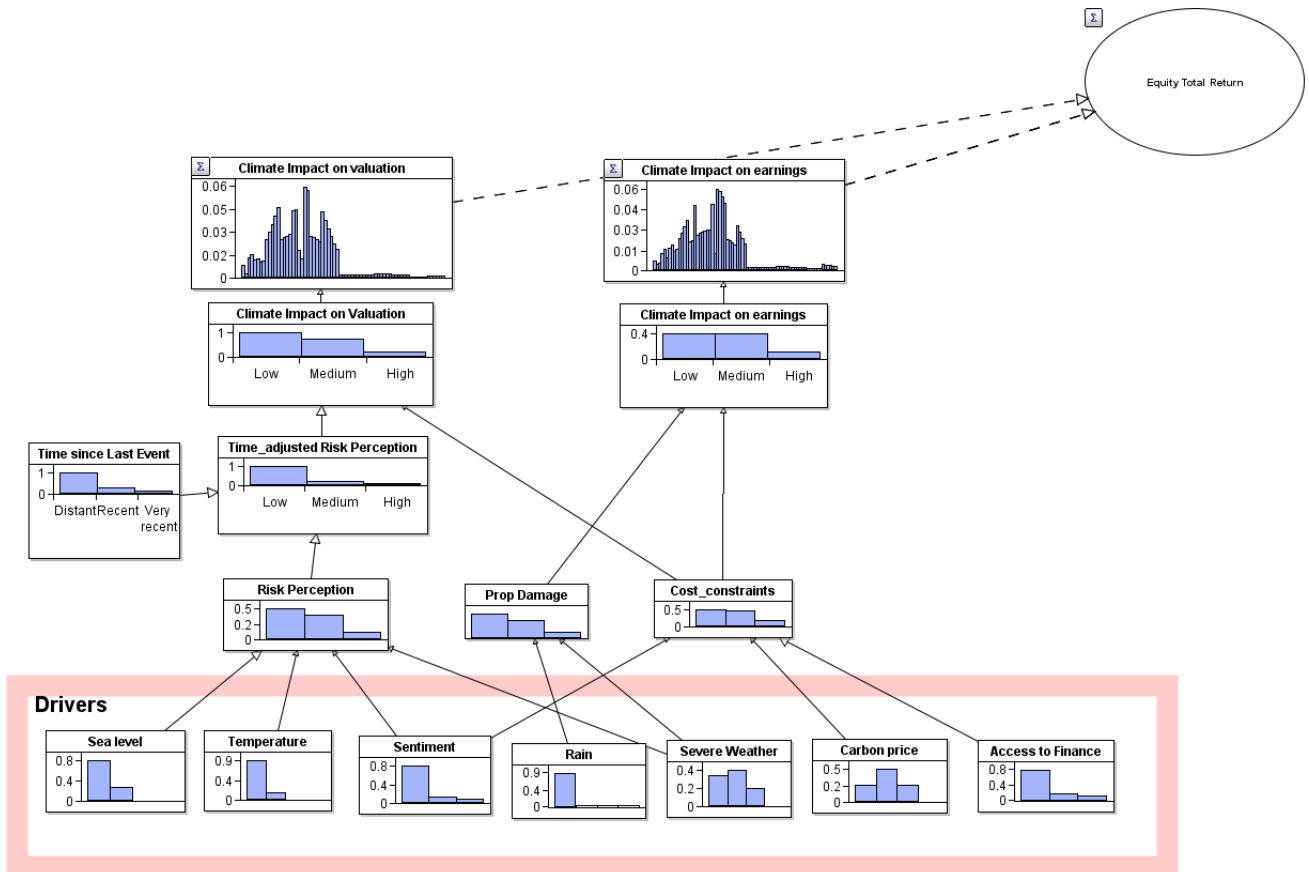 Σ
Equity Total Return
Σ Climate Impact on valuation
0.06
0.05
0.03
0.02
0
Σ Climate Impact on earnings
0.06
0.04
0.03
0.01
0
Climate Impact on Valuation
1
0
Low Medium High
Climate Impact on earnings
0.4
0
Low Medium High
Time since Last Event
1
0
Distant Recent Very
recent
Time_adjusted Risk Perception
1
0
Low Medium High
Risk Perception
0.5
0.2
0
Prop Damage
Cost_constraints
0.5
0
Drivers
Sea level
0.8
0.4
0
Temperature
0.9
0.4
0
Sentiment
0.8
0.4
0
Rain
0.9
0.4
0
Severe Weather
0.4
0.2
0
Carbon price
0.5
0.2
0
Access to Finance
0.8
0.4
0